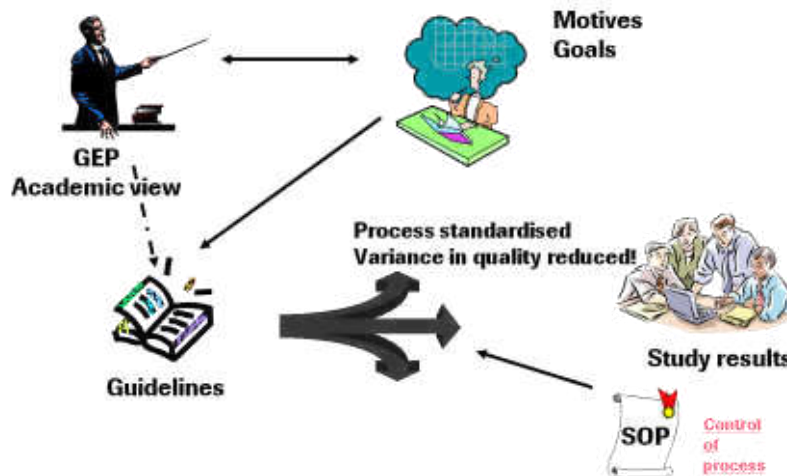 Motives
Goals
GEP
Academic view
Process standardised
Variance in quality reduced!
Guidelines
Study results
SOP
Control
of
process